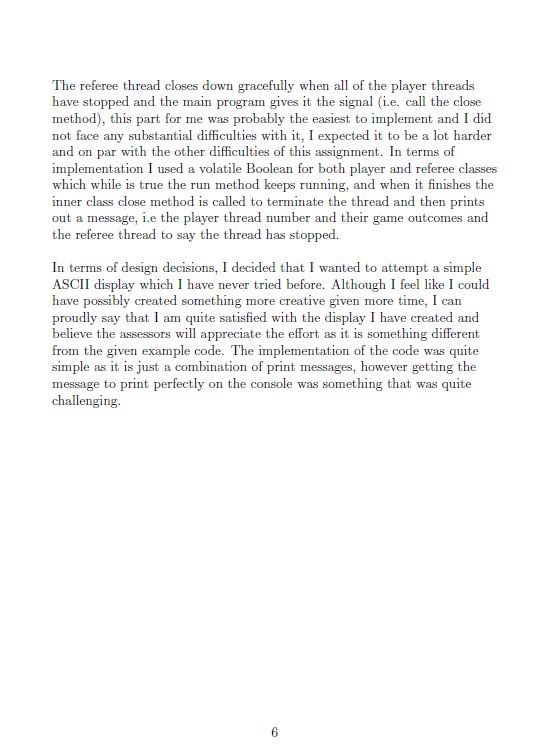 The referee thread closes down gracefully when all of the player threads
have stopped and the main program gives it the signal (i.e. call the close
method), this part for me was probably the easiest to implement and I did
not face any substantial difficulties with it, I expected it to be a lot harder
and on par with the other difficulties of this assignment. In terms of
implementation I used a volatile Boolean for both player and referee classes
which while is true the run method keeps running, and when it finishes the
inner class close method is called to terminate the thread and then prints
out a message, i.e the player thread number and their game outcomes and
the referee thread to say the thread has stopped.
In terms of design decisions, I decided that I wanted to attempt a simple
ASCII display which I have never tried before. Although I feel like I could
have possibly created something more creative given more time, I can
proudly say that I am quite satisfied with the display I have created and
believe the assessors will appreciate the effort as it is something different
from the given example code. The implementation of the code was quite
simple as it is just a combination of print messages, however getting the
message to print perfectly on the console was something that was quite
challenging.
6